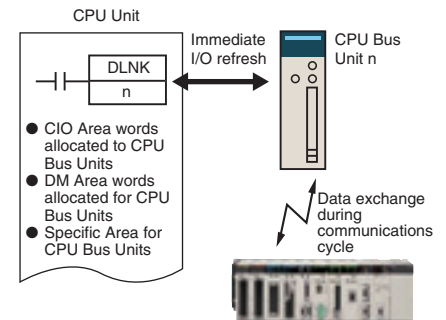 CPU Unit
DLNK
n
● CIO Area words
allocated to CPU
Bus Units
● DM Area words
allocated for CPU
Bus Units
● Specific Area for
CPU Bus Units
Immediate
I/O refresh
CPU Bus
Unit n
Data exchange
during
communications
cycle